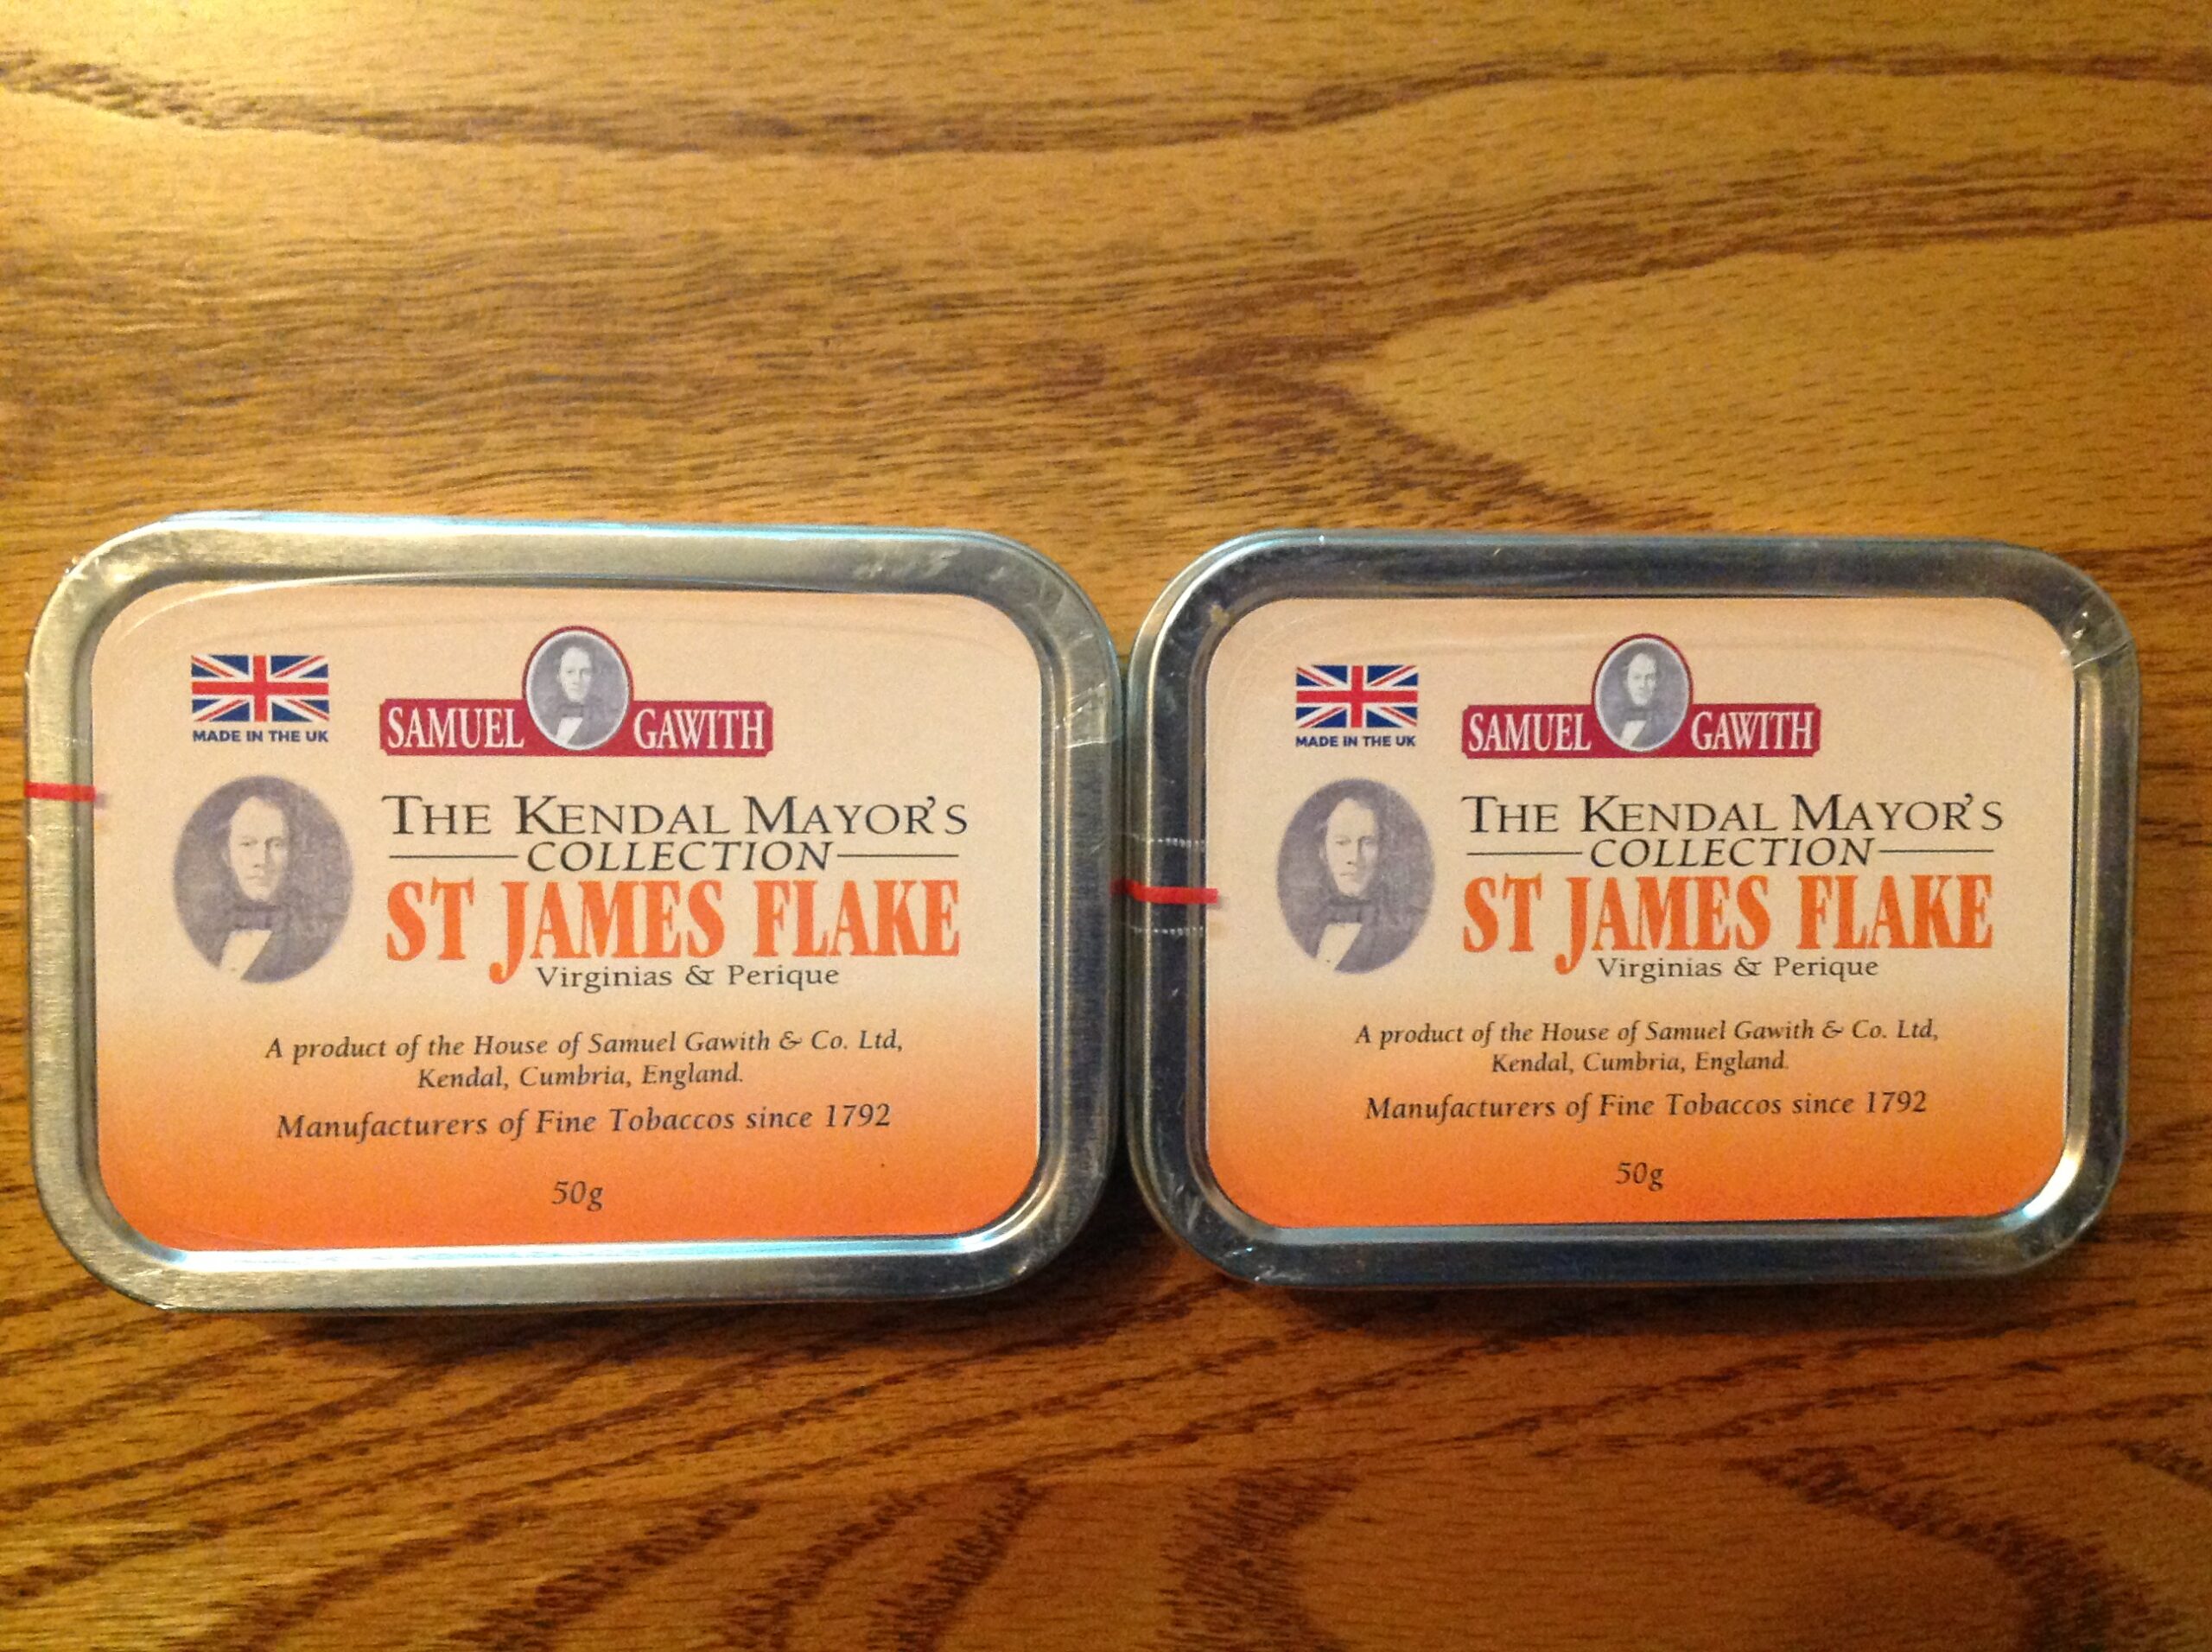 MADE IN THE UK
SAMUEL GAWITH
THE KENDAL MAYOR'S
COLLECTION
ST JAMES FLAKE
Virginias & Perique
A product of the House of Samuel Gawith & Co. Ltd,
Kendal, Cumbria, England.
Manufacturers of Fine Tobaccos since 1792
50g
MADE IN THE UK
SAMUEL GAWITH
THE KENDAL MAYOR'S
COLLECTION
ST JAMES FLAKE
Virginias & Perique
A product of the House of Samuel Gawith & Co. Ltd,
Kendal, Cumbria, England.
Manufacturers of Fine Tobaccos since 1792
50g